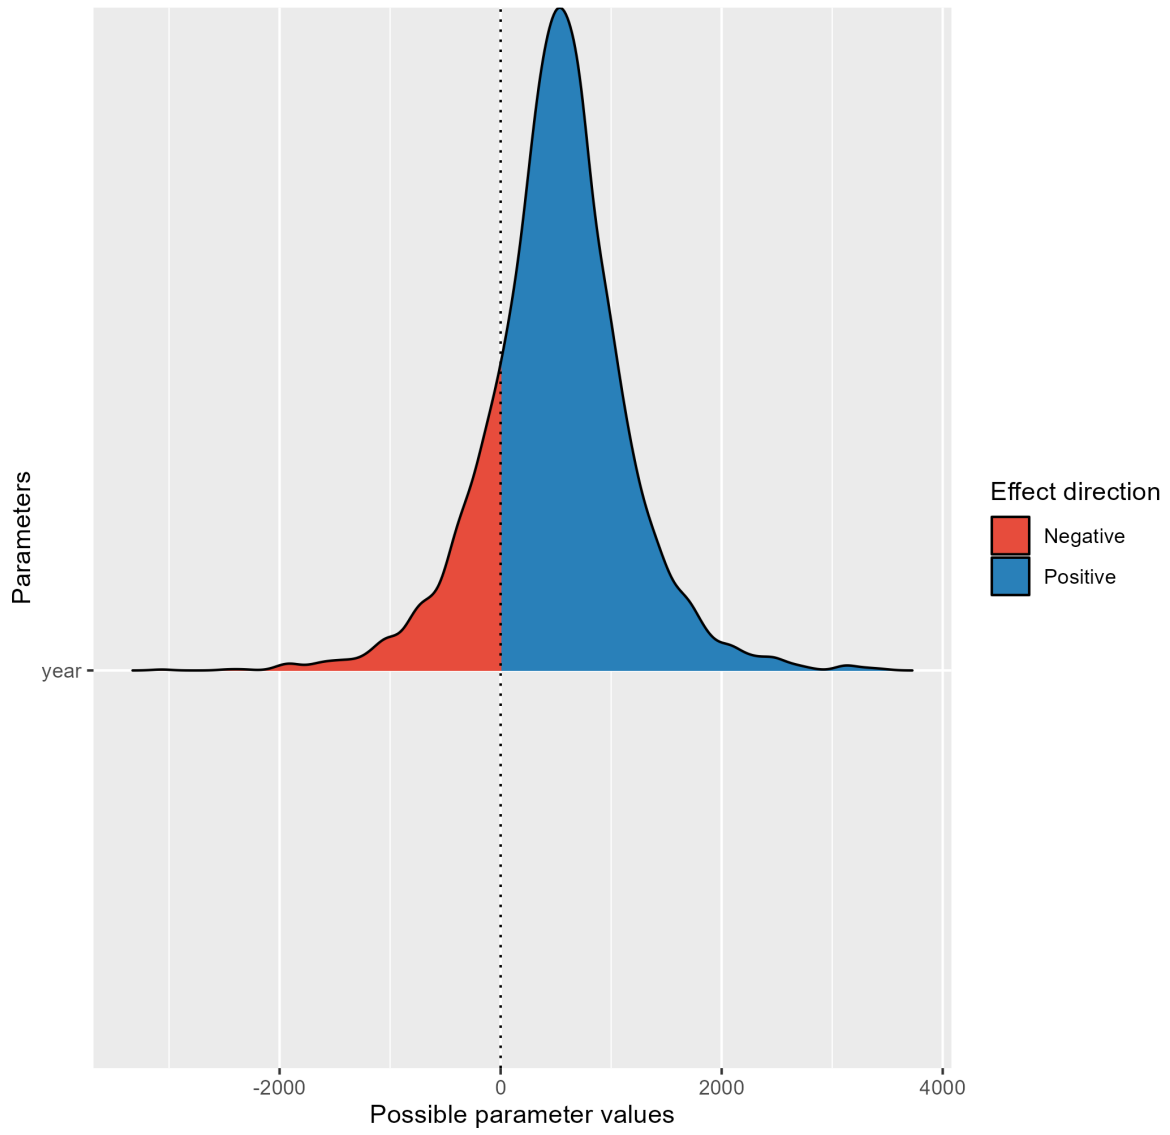 Parameters
year
-2000
0
2000
4000
Possible parameter values
Effect direction
Negative
Positive